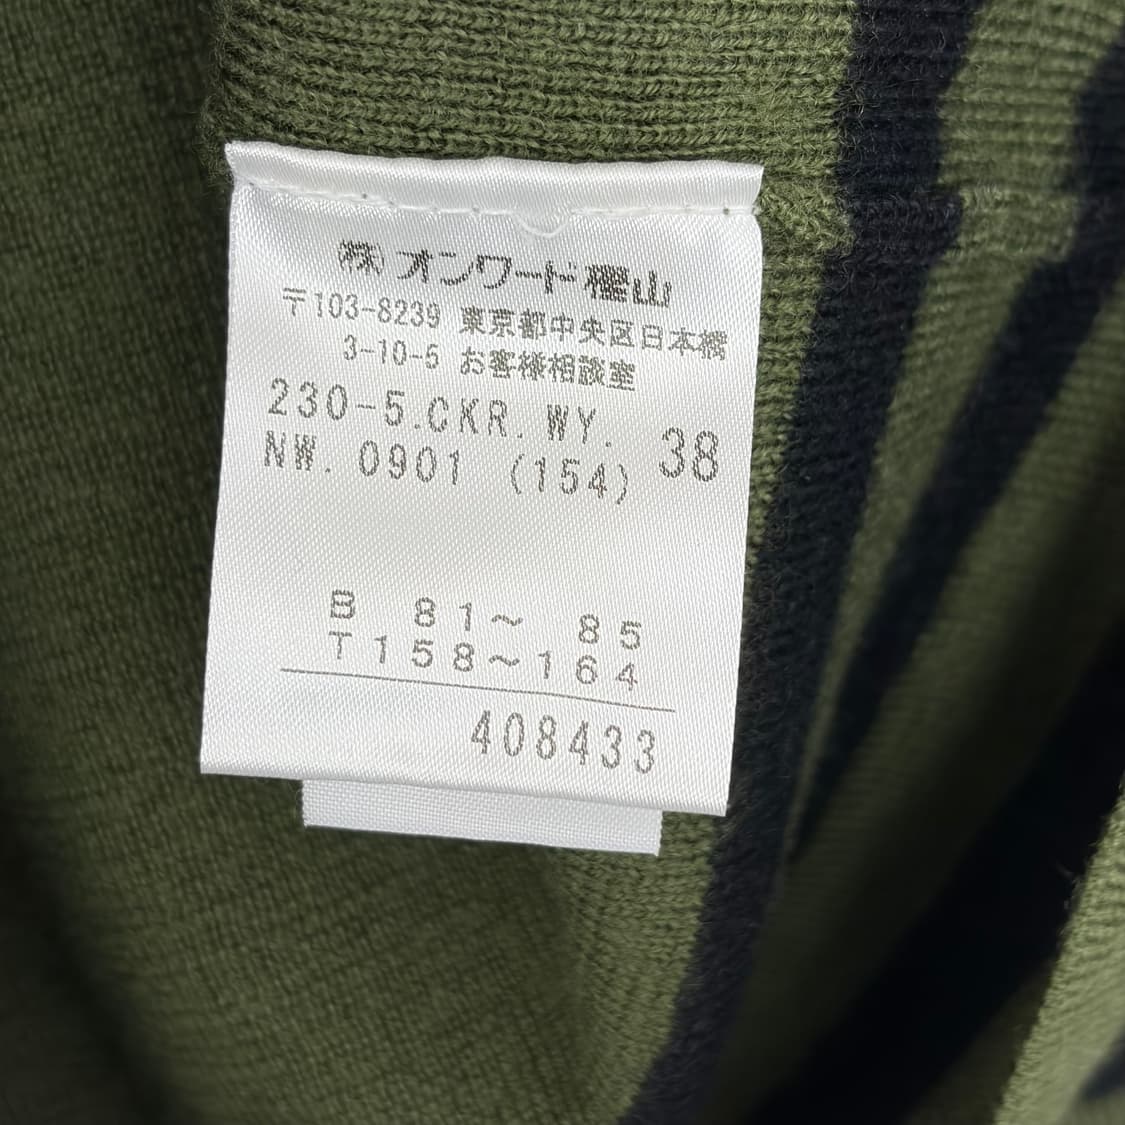 ㈱オンワード樫山
〒103-8239 東京都中央区日本橋
3-10-5 お客様相談室
230-5.CKR.WY. 38
NW. 0901 (154)
B 81〜 85
T158〜164
408433